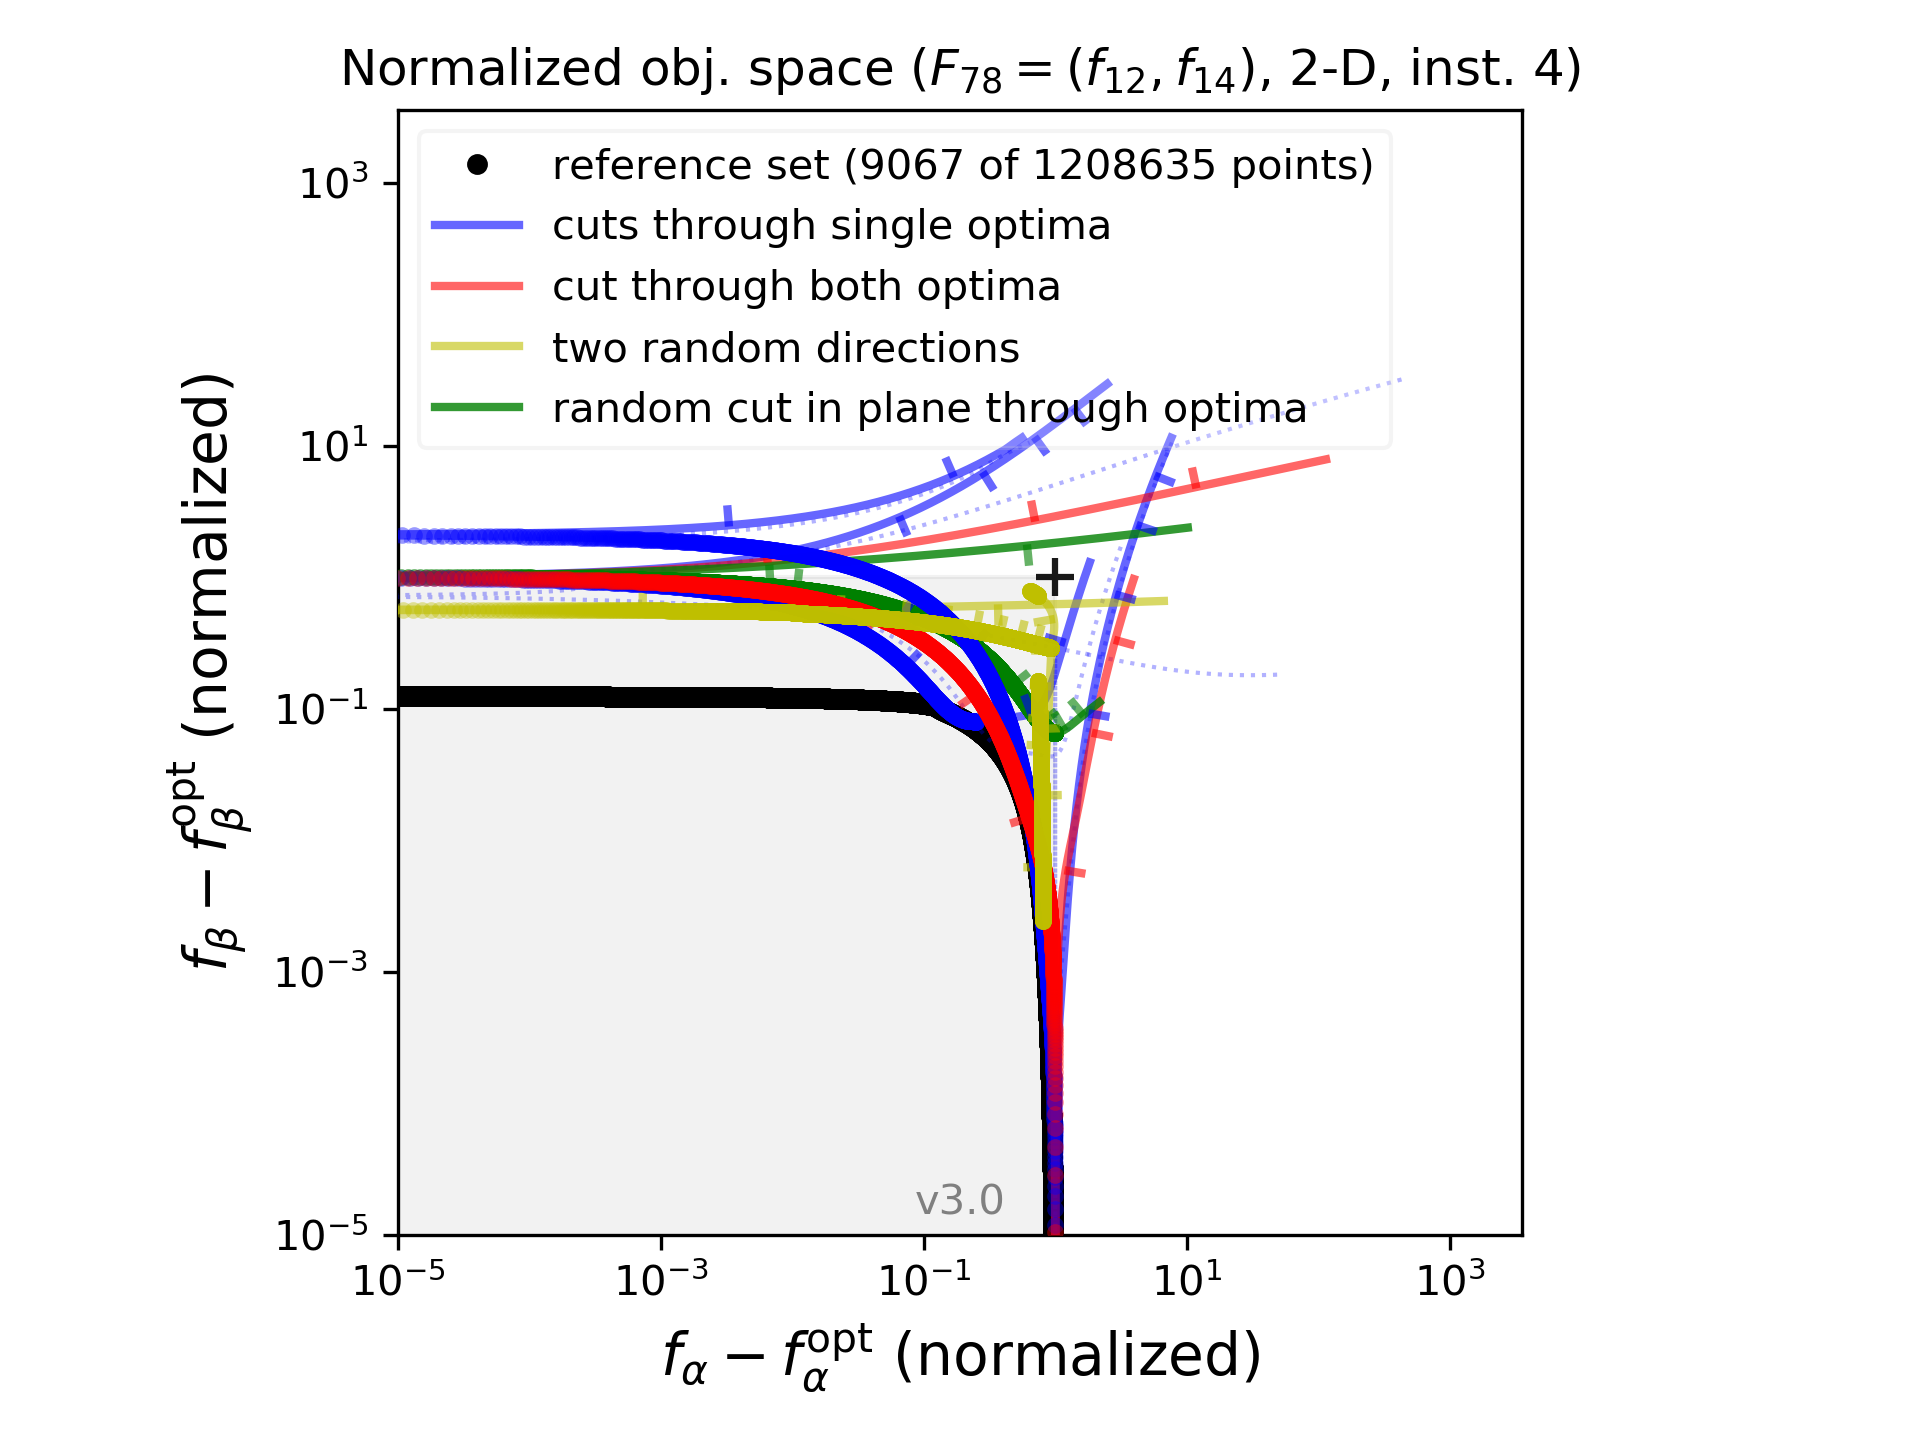 Normalized obj. space (F₇₈ = (f₁₂, f₁₄), 2-D, inst. 4)
reference set (9067 of 1208635 points)
cuts through single optima
cut through both optima
two random directions
random cut in plane through optima
10³
10¹
10⁻¹
10⁻³
10⁻⁵
f_β − f_β^opt (normalized)
v3.0
10⁻⁵
10⁻³
10⁻¹
10¹
10³
f_α − f_α^opt (normalized)